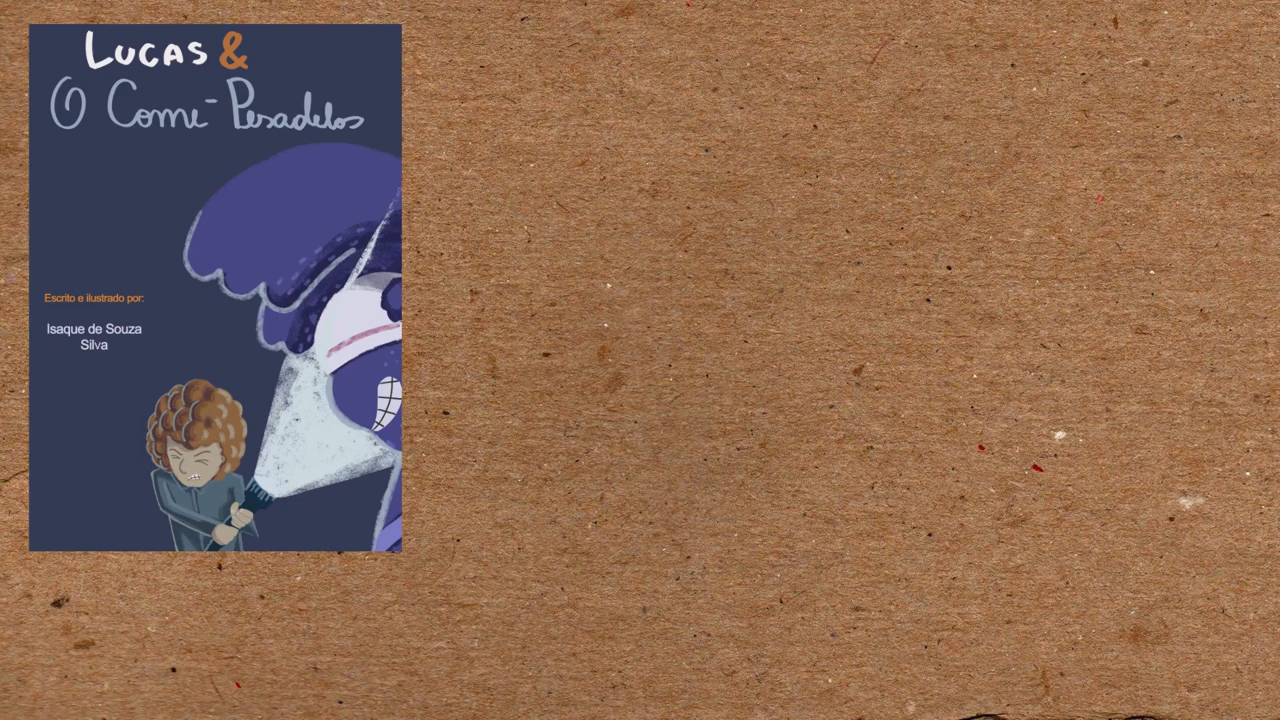 Lucas &
O Come-Pesadelos
Escrito e ilustrado por:
Isaque de Souza
Silva